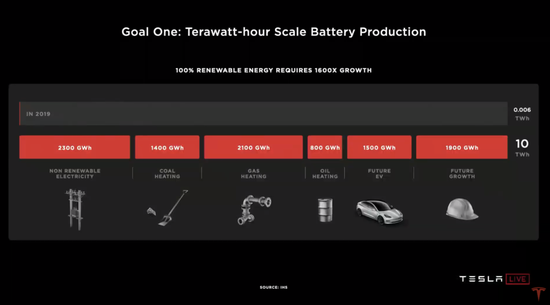 Goal One: Terawatt-hour Scale Battery Production
100% RENEWABLE ENERGY REQUIRES 1600X GROWTH
IN 2019
0.006
TWh
2300 GWh
1400 GWh
2100 GWh
800 GWh
1500 GWh
1900 GWh
10
TWh
NON RENEWABLE
ELECTRICITY
COAL
HEATING
GAS
HEATING
OIL
HEATING
FUTURE
EV
FUTURE
GROWTH
SOURCE: IHS
TESLA LIVE